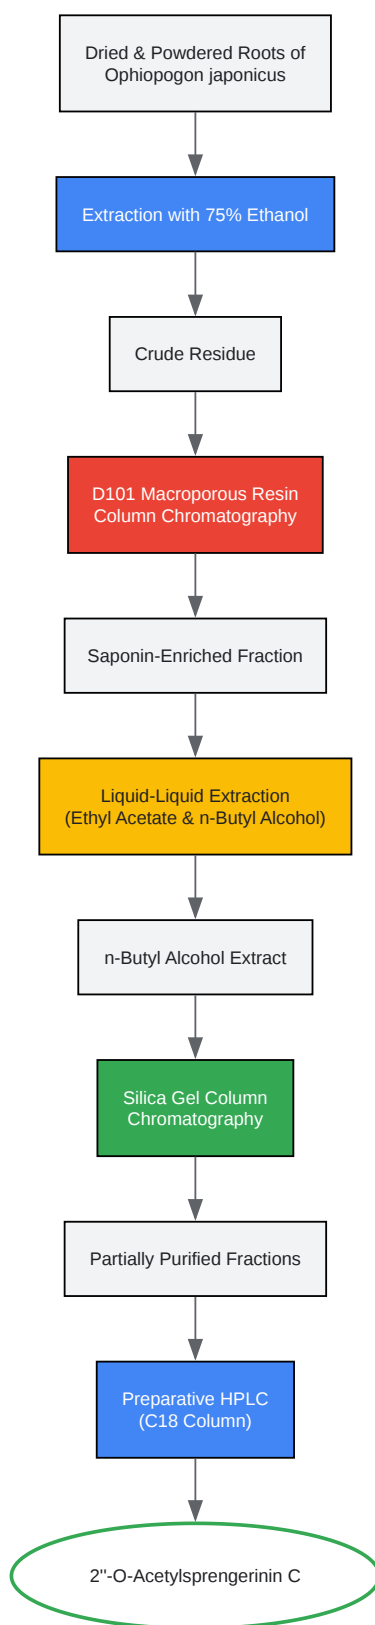 Dried & Powdered Roots of
Ophiopogon japonicus
Extraction with 75% Ethanol
Crude Residue
D101 Macroporous Resin
Column Chromatography
Saponin-Enriched Fraction
Liquid-Liquid Extraction
(Ethyl Acetate & n-Butyl Alcohol)
n-Butyl Alcohol Extract
Silica Gel Column
Chromatography
Partially Purified Fractions
Preparative HPLC
(C18 Column)
2''-O-Acetylsprengerinin C